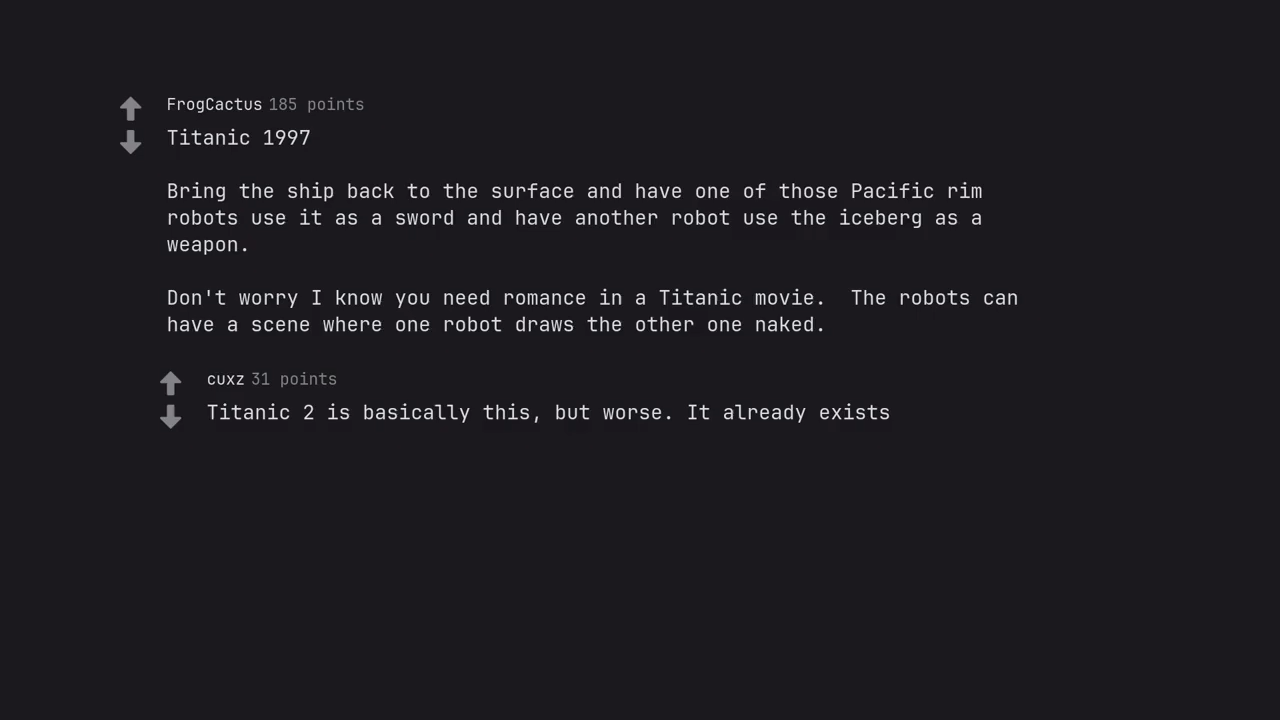 FrogCactus 185 points
Titanic 1997
Bring the ship back to the surface and have one of those Pacific rim
robots use it as a sword and have another robot use the iceberg as a
weapon.
Don't worry I know you need romance in a Titanic movie.  The robots can
have a scene where one robot draws the other one naked.
cuxz 31 points
Titanic 2 is basically this, but worse. It already exists